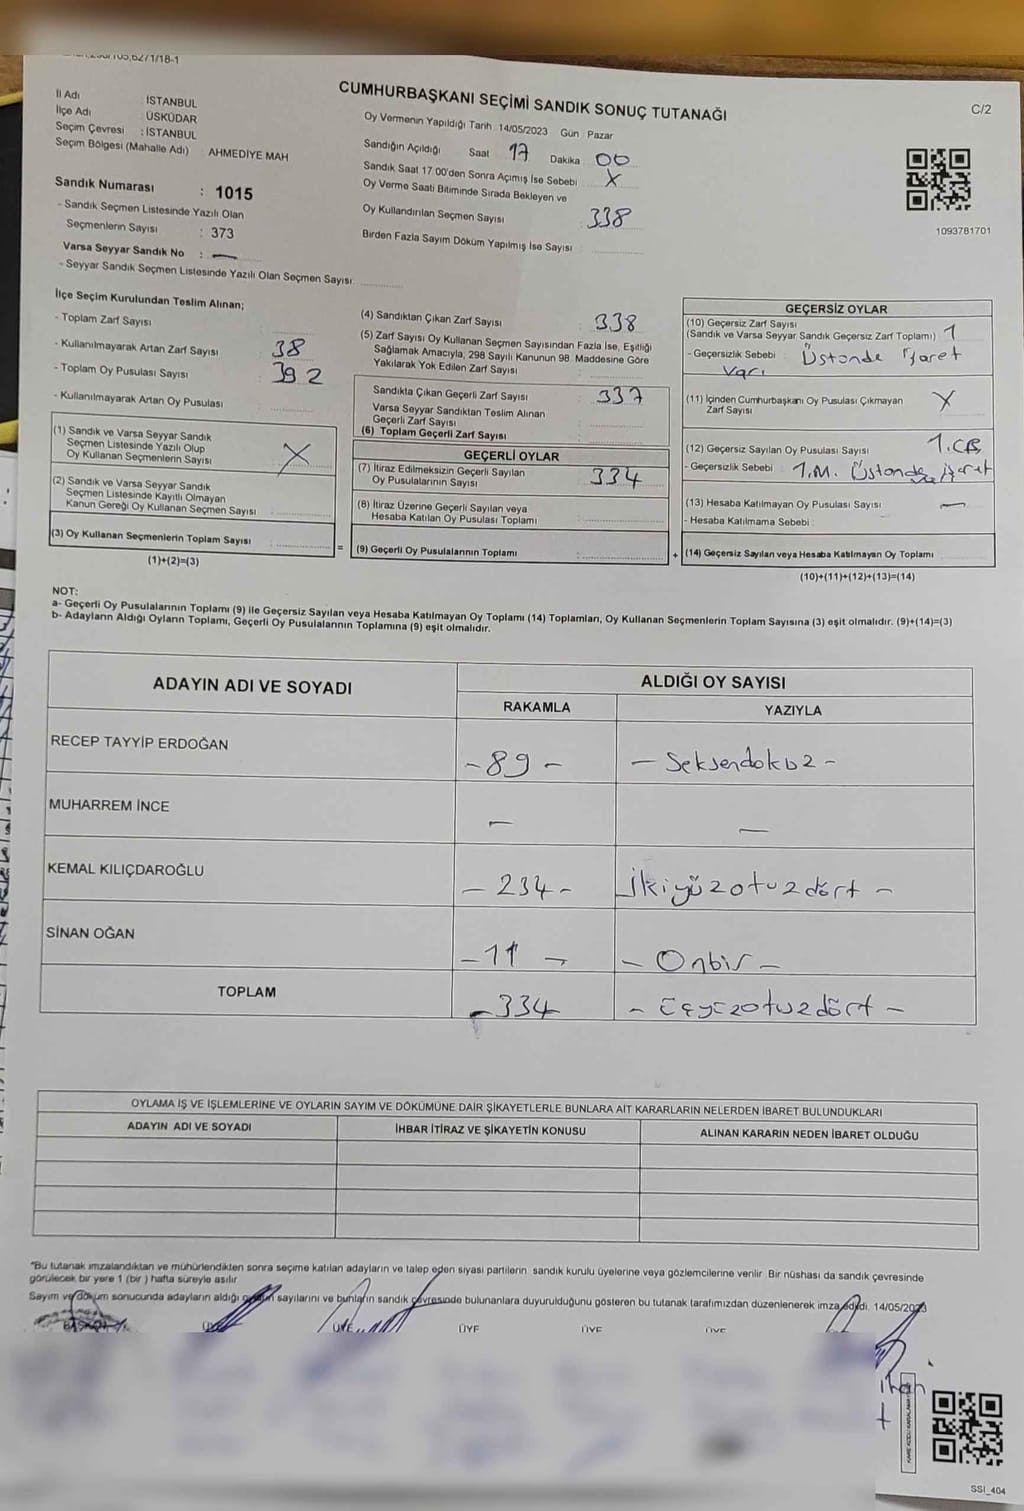 CUMHURBAŞKANI SEÇİMİ SANDIK SONUÇ TUTANAĞI
C/2
İl Adı : İSTANBUL
İlçe Adı : ÜSKÜDAR
Seçim Çevresi : İSTANBUL
Seçim Bölgesi (Mahalle Adı) AHMEDİYE MAH
Sandık Numarası : 1015
- Sandık Seçmen Listesinde Yazılı Olan
Seçmenlerin Sayısı : 373
Varsa Seyyar Sandık No : —
- Seyyar Sandık Seçmen Listesinde Yazılı Olan Seçmen Sayısı
Oy Vermenin Yapıldığı Tarih : 14/05/2023 Gün : Pazar
Sandığın Açıldığı Saat 17 Dakika 00
Sandık Saat 17:00'den Sonra Açımış İse Sebebi X
Oy Verme Saati Bitiminde Sırada Bekleyen ve
Oy Kullandırılan Seçmen Sayısı 338
Birden Fazla Sayım Döküm Yapılmış İse Sayısı
1093781701
İlçe Seçim Kurulundan Teslim Alınan;
- Toplam Zarf Sayısı
- Kullanılmayarak Artan Zarf Sayısı 38
- Toplam Oy Pusulası Sayısı 392
- Kullanılmayarak Artan Oy Pusulası
(1) Sandık ve Varsa Seyyar Sandık
Seçmen Listesinde Yazılı Olup
Oy Kullanan Seçmenlerin Sayısı X
(2) Sandık ve Varsa Seyyar Sandık
Seçmen Listesinde Kayıtlı Olmayan
Kanun Gereği Oy Kullanan Seçmen Sayısı
(3) Oy Kullanan Seçmenlerin Toplam Sayısı
(1)+(2)=(3)
(4) Sandıktan Çıkan Zarf Sayısı 338
(5) Zarf Sayısı Oy Kullanan Seçmen Sayısından Fazla İse, Eşitliği
Sağlamak Amacıyla, 298 Sayılı Kanunun 98. Maddesine Göre
Yakılarak Yok Edilen Zarf Sayısı
Sandıkta Çıkan Geçerli Zarf Sayısı 337
Varsa Seyyar Sandıktan Teslim Alınan
Geçerli Zarf Sayısı
(6) Toplam Geçerli Zarf Sayısı
GEÇERLİ OYLAR
(7) İtiraz Edilmeksizin Geçerli Sayılan
Oy Pusulalarının Sayısı 334
(8) İtiraz Üzerine Geçerli Sayılan veya
Hesaba Katılan Oy Pusulası Toplamı
= (9) Geçerli Oy Pusulalarının Toplamı
GEÇERSİZ OYLAR
(10) Geçersiz Zarf Sayısı
(Sandık ve Varsa Seyyar Sandık Geçersiz Zarf Toplamı) 1
- Geçersizlik Sebebi : Üstünde işaret
var.
(11) İçinden Cumhurbaşkanı Oy Pusulası Çıkmayan
Zarf Sayısı X
(12) Geçersiz Sayılan Oy Pusulası Sayısı 1.CB
- Geçersizlik Sebebi : 1.M. Üstünde işaret
(13) Hesaba Katılmayan Oy Pusulası Sayısı —
- Hesaba Katılmama Sebebi :
+ (14) Geçersiz Sayılan veya Hesaba Katılmayan Oy Toplamı
(10)+(11)+(12)+(13)=(14)
NOT:
a- Geçerli Oy Pusulalarının Toplamı (9) ile Geçersiz Sayılan veya Hesaba Katılmayan Oy Toplamı (14) Toplamları, Oy Kullanan Seçmenlerin Toplam Sayısına (3) eşit olmalıdır. (9)+(14)=(3)
b- Adayların Aldığı Oyların Toplamı, Geçerli Oy Pusulalarının Toplamına (9) eşit olmalıdır.
ADAYIN ADI VE SOYADI ALDIĞI OY SAYISI
RAKAMLA YAZIYLA
RECEP TAYYİP ERDOĞAN - 89 - - Seksendokuz -
MUHARREM İNCE - -
KEMAL KILIÇDAROĞLU - 234 - İkiyüzotuzdört -
SİNAN OĞAN - 11 - - Onbir -
TOPLAM - 334 - Üçyüzotuzdört -
OYLAMA İŞ VE İŞLEMLERİNE VE OYLARIN SAYIM VE DÖKÜMÜNE DAİR ŞİKAYETLERLE BUNLARA AİT KARARLARIN NELERDEN İBARET BULUNDUKLARI
ADAYIN ADI VE SOYADI İHBAR İTİRAZ VE ŞİKAYETİN KONUSU ALINAN KARARIN NEDEN İBARET OLDUĞU
"Bu tutanak imzalandıktan ve mühürlendikten sonra seçime katılan adayların ve talep eden siyasi partilerin sandık kurulu üyelerine veya gözlemcilerine verilir. Bir nüshası da sandık çevresinde
görülecek bir yere 1 (bir ) hafta süreyle asılır.
Sayım ve döküm sonucunda adayların aldığı oyların sayılarını ve bunların sandık çevresinde bulunanlara duyurulduğunu gösteren bu tutanak tarafımızdan düzenlenerek imza edildi. 14/05/2023
BAŞKAN ÜYE ÜYE ÜYE ÜYE ÜYE
SSİ_404